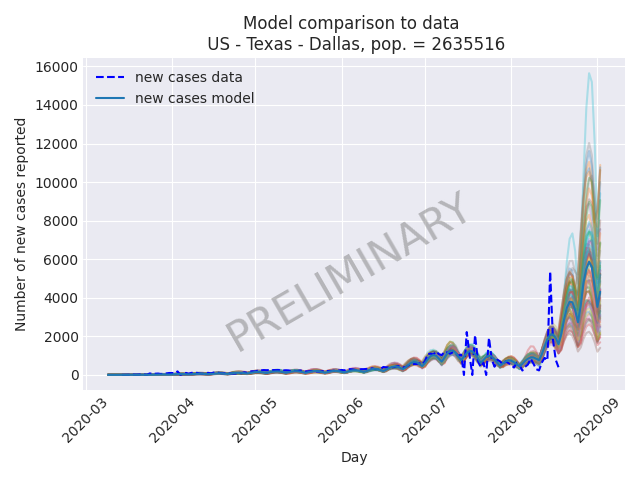 Model comparison to data
US - Texas - Dallas, pop. = 2635516
16000
14000
12000
10000
8000
6000
4000
2000
0
Number of new cases reported
new cases data
new cases model
PRELIMINARY
2020-03
2020-04
2020-05
2020-06
2020-07
2020-08
2020-09
Day